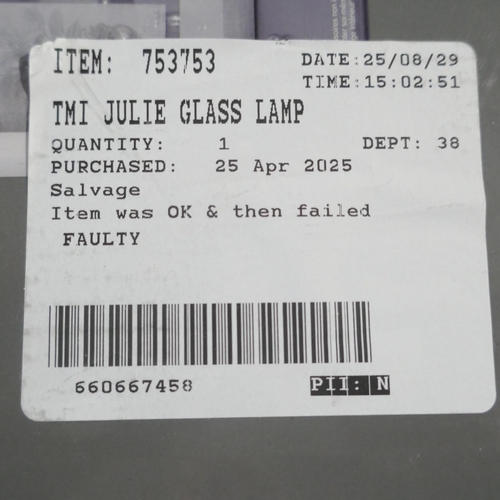 ITEM: 753753 DATE:25/08/29
TIME:15:02:51
TMI JULIE GLASS LAMP
QUANTITY: 1 DEPT: 38
PURCHASED: 25 Apr 2025
Salvage
Item was OK & then failed
FAULTY
660667458 PII: N